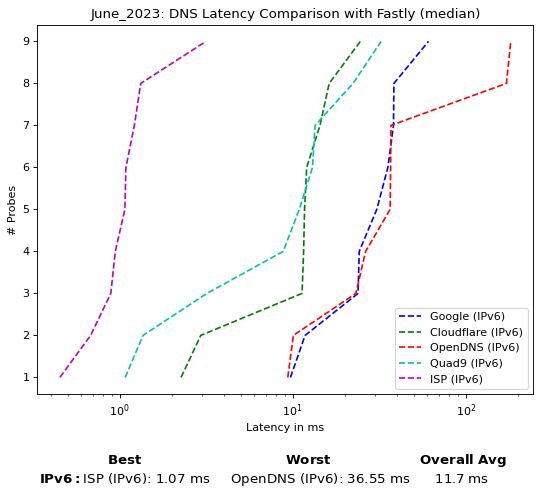 June_2023: DNS Latency Comparison with Fastly (median)
9
8
7
6
5
4
3
2
1
# Probes
Google (IPv6)
Cloudflare (IPv6)
OpenDNS (IPv6)
Quad9 (IPv6)
ISP (IPv6)
10⁰ 10¹ 10²
Latency in ms
Best Worst Overall Avg
IPv6: ISP (IPv6): 1.07 ms OpenDNS (IPv6): 36.55 ms 11.7 ms